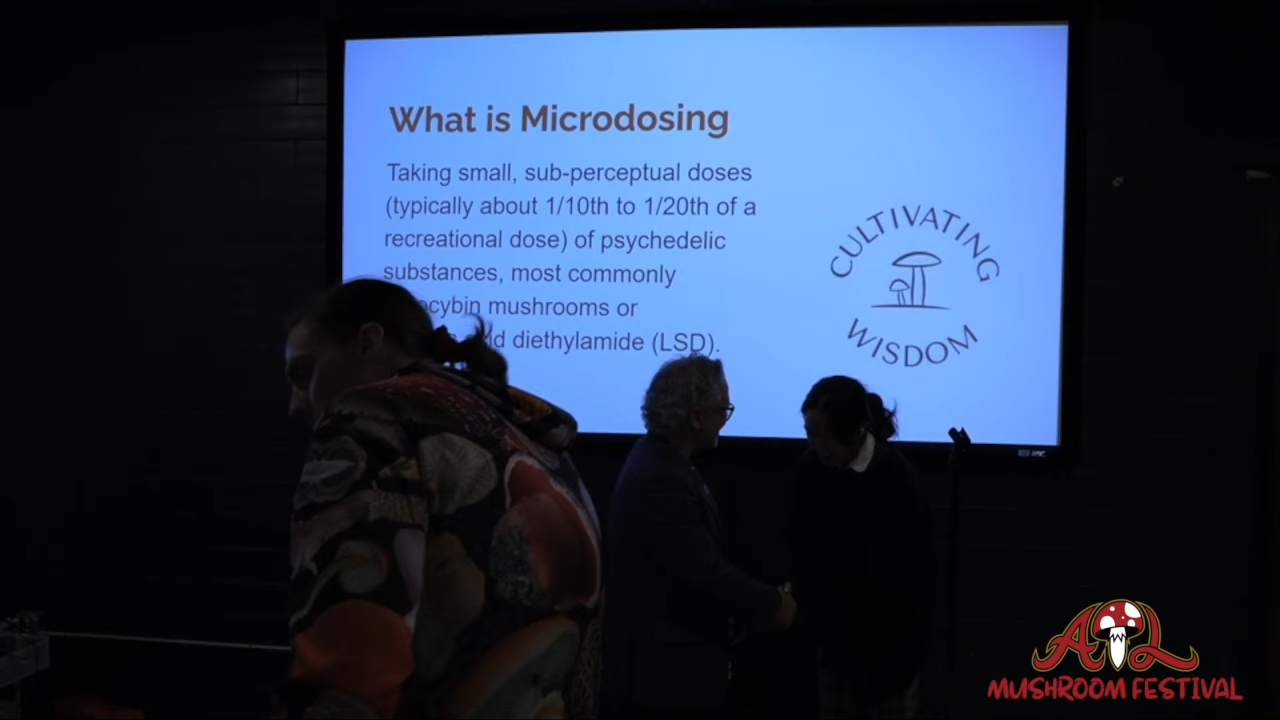 What is Microdosing
Taking small, sub-perceptual doses
(typically about 1/10th to 1/20th of a
recreational dose) of psychedelic
substances, most commonly
mushrooms or
diethylamide (LSD).
CULTIVATING
WISDOM
ATL
MUSHROOM FESTIVAL